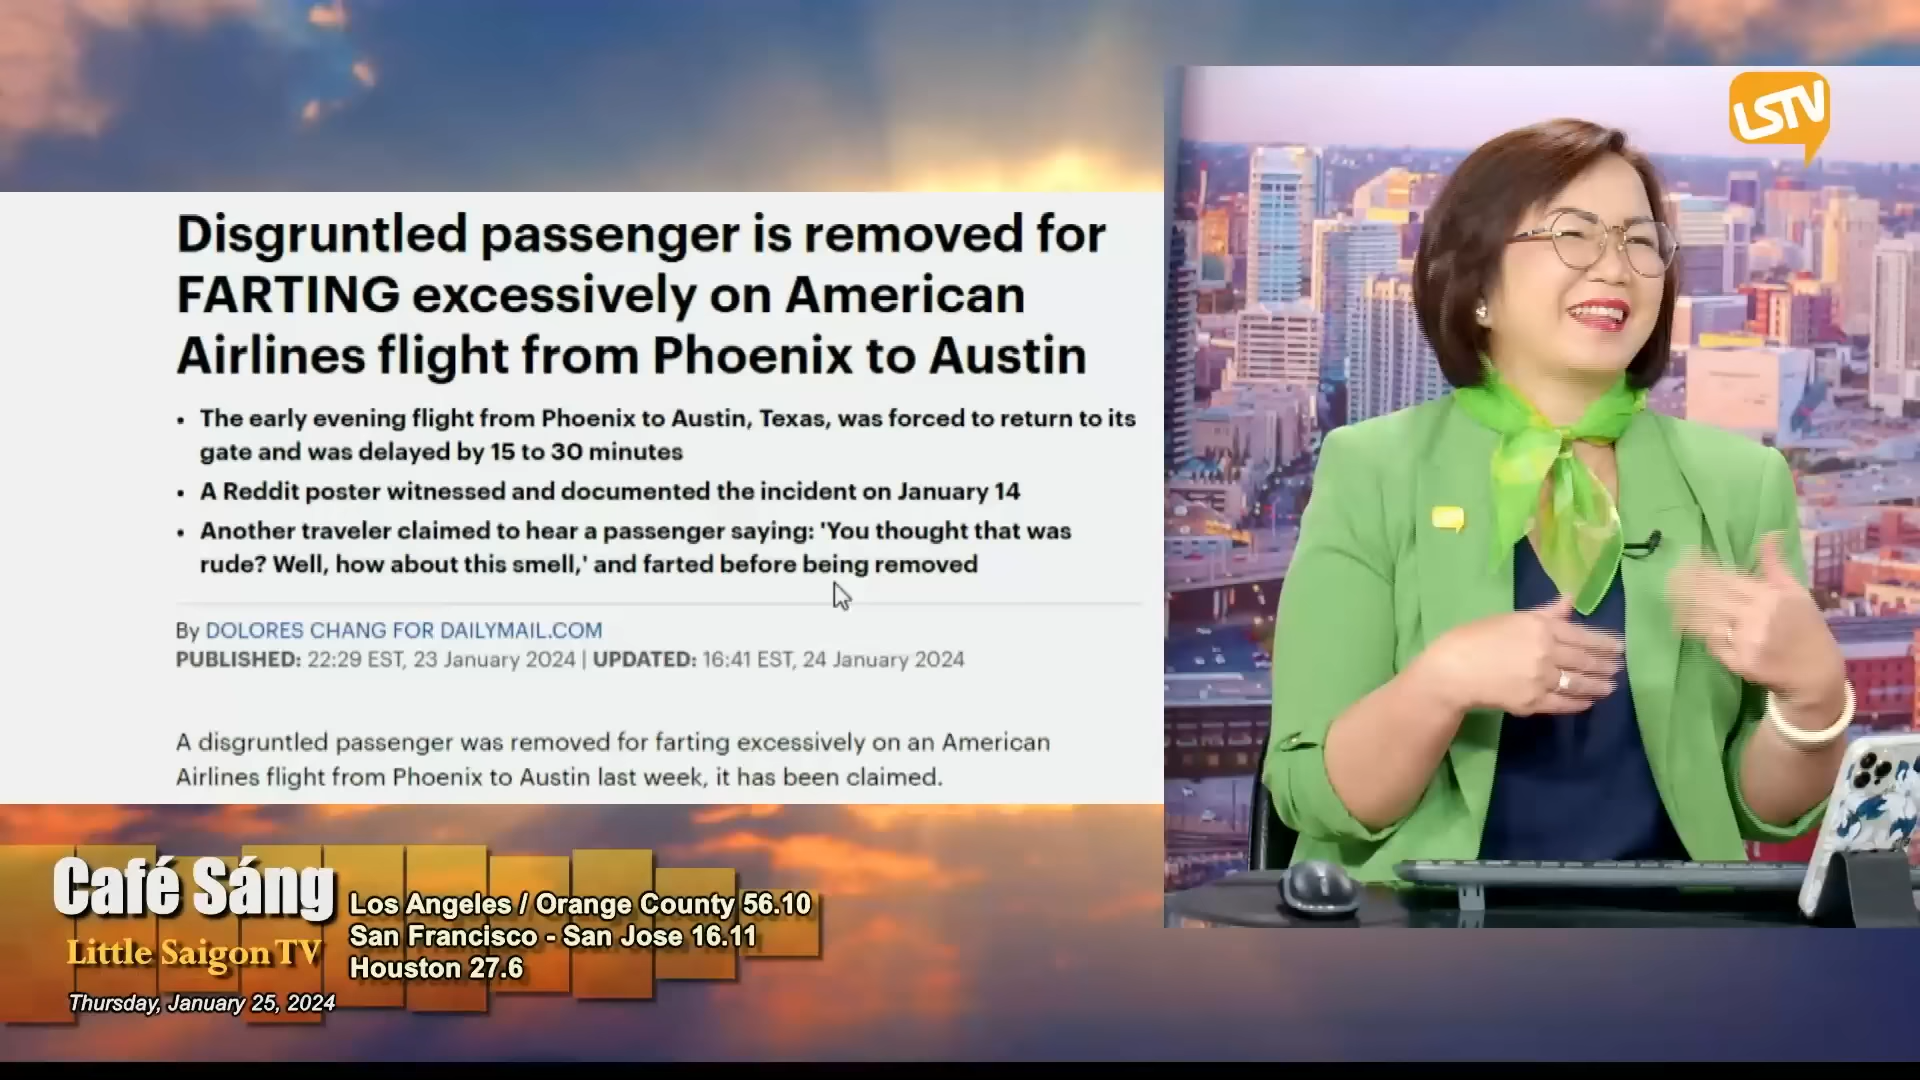 LSTV
Disgruntled passenger is removed for
FARTING excessively on American
Airlines flight from Phoenix to Austin
• The early evening flight from Phoenix to Austin, Texas, was forced to return to its
gate and was delayed by 15 to 30 minutes
• A Reddit poster witnessed and documented the incident on January 14
• Another traveler claimed to hear a passenger saying: 'You thought that was
rude? Well, how about this smell,' and farted before being removed
By DOLORES CHANG FOR DAILYMAIL.COM
PUBLISHED: 22:29 EST, 23 January 2024 | UPDATED: 16:41 EST, 24 January 2024
A disgruntled passenger was removed for farting excessively on an American
Airlines flight from Phoenix to Austin last week, it has been claimed.
Café Sáng
Little Saigon TV
Thursday, January 25, 2024
Los Angeles / Orange County 56.10
San Francisco - San Jose 16.11
Houston 27.6